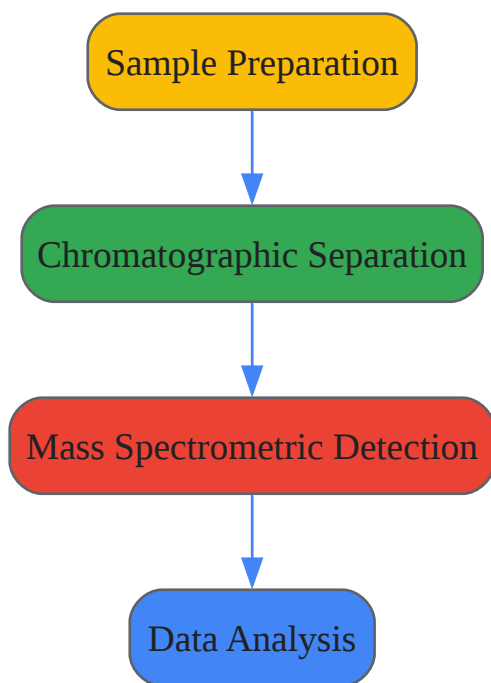 Sample Preparation
Chromatographic Separation
Mass Spectrometric Detection
Data Analysis